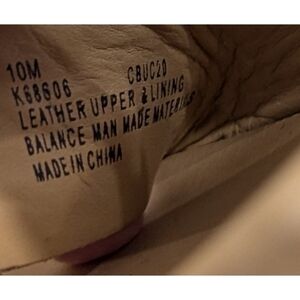 10M CBUC20
K68606
LEATHER UPPER & LINING
BALANCE MAN MADE MATERIALS
MADE IN CHINA